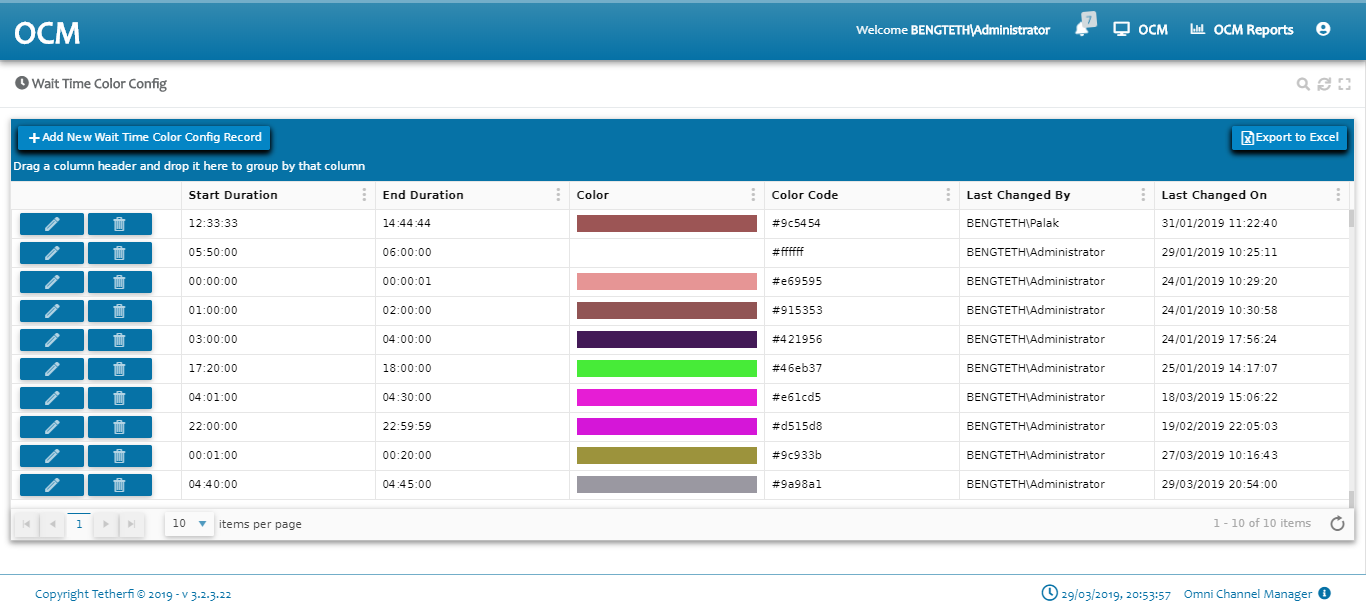 OCM
Welcome BENGTETH\Administrator 7 OCM OCM Reports
Wait Time Color Config
Add New Wait Time Color Config Record Export to Excel
Drag a column header and drop it here to group by that column
Start Duration End Duration Color Color Code Last Changed By Last Changed On
12:33:33 14:44:44 #9c5454 BENGTETH\Palak 31/01/2019 11:22:40
05:50:00 06:00:00 #ffffff BENGTETH\Administrator 29/01/2019 10:25:11
00:00:00 00:00:01 #e69595 BENGTETH\Administrator 24/01/2019 10:29:20
01:00:00 02:00:00 #915353 BENGTETH\Administrator 24/01/2019 10:30:58
03:00:00 04:00:00 #421956 BENGTETH\Administrator 24/01/2019 17:56:24
17:20:00 18:00:00 #46eb37 BENGTETH\Administrator 25/01/2019 14:17:07
04:01:00 04:30:00 #e61cd5 BENGTETH\Administrator 18/03/2019 15:06:22
22:00:00 22:59:59 #d515d8 BENGTETH\Administrator 19/02/2019 22:05:03
00:01:00 00:20:00 #9c933b BENGTETH\Administrator 27/03/2019 10:16:43
04:40:00 04:45:00 #9a98a1 BENGTETH\Administrator 29/03/2019 20:54:00
1 10 items per page 1 - 10 of 10 items
Copyright Tetherfi © 2019 - v 3.2.3.22 29/03/2019, 20:53:57 Omni Channel Manager